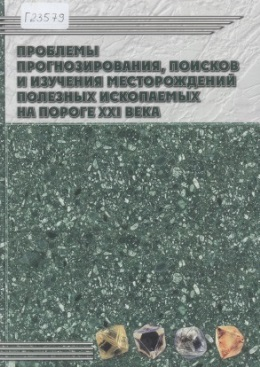 Г23579
ПРОБЛЕМЫ
ПРОГНОЗИРОВАНИЯ, ПОИСКОВ
И ИЗУЧЕНИЯ МЕСТОРОЖДЕНИЙ
ПОЛЕЗНЫХ ИСКОПАЕМЫХ
НА ПОРОГЕ XXI ВЕКА